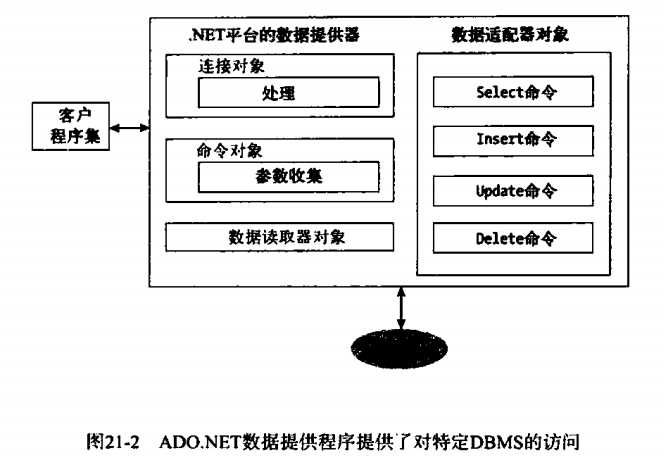 .NET平台的数据提供器
连接对象
处理
命令对象
参数收集
数据读取器对象
数据适配器对象
Select命令
Insert命令
Update命令
Delete命令
客户
程序集
图21-2 ADO.NET数据提供程序提供了对特定DBMS的访问